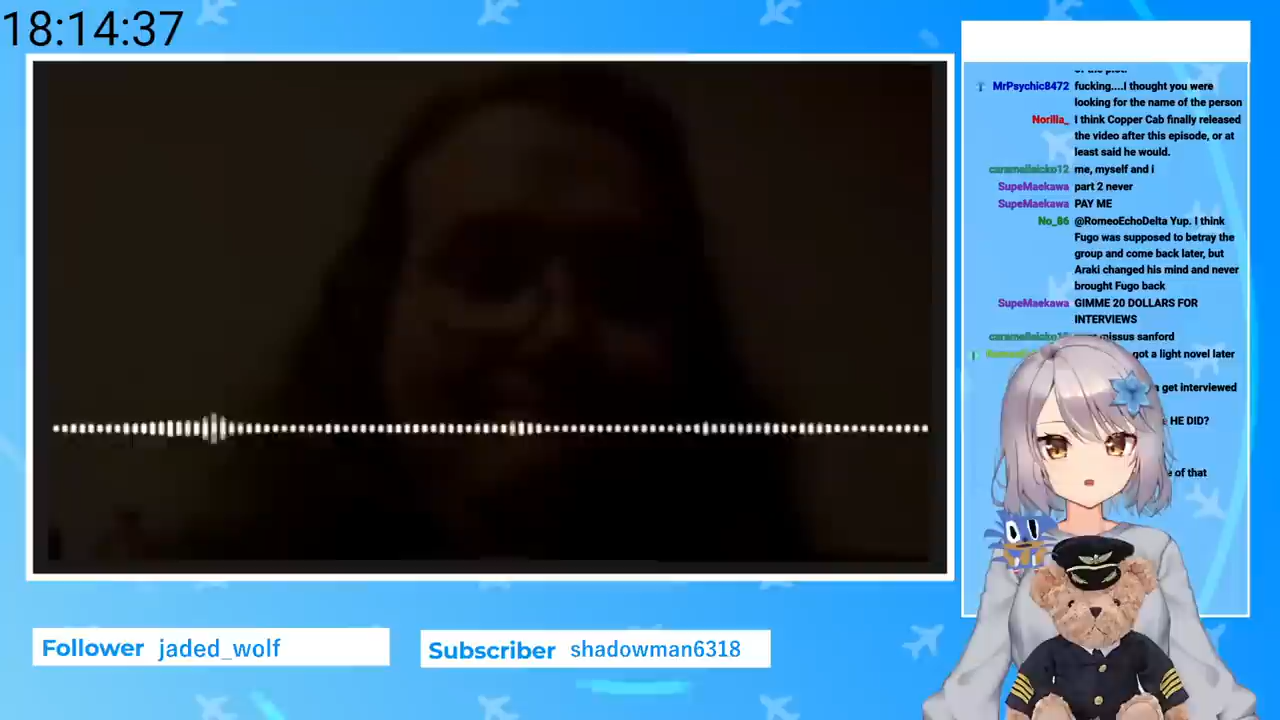 18:14:37
MrPsychic8472 fucking....I thought you were
looking for the name of the person
Norilla_ I think Copper Cab finally released
the video after this episode, or at
least said he would.
me, myself and i
SupeMaekawa part 2 never
SupeMaekawa PAY ME
No_86 @RomeoEchoDelta Yup. I think
Fugo was supposed to betray the
group and come back later, but
Araki changed his mind and never
brought Fugo back
SupeMaekawa GIMME 20 DOLLARS FOR
INTERVIEWS
missus sanford
got a light novel later
get interviewed
HE DID?
of that
Follower jaded_wolf
Subscriber shadowman6318